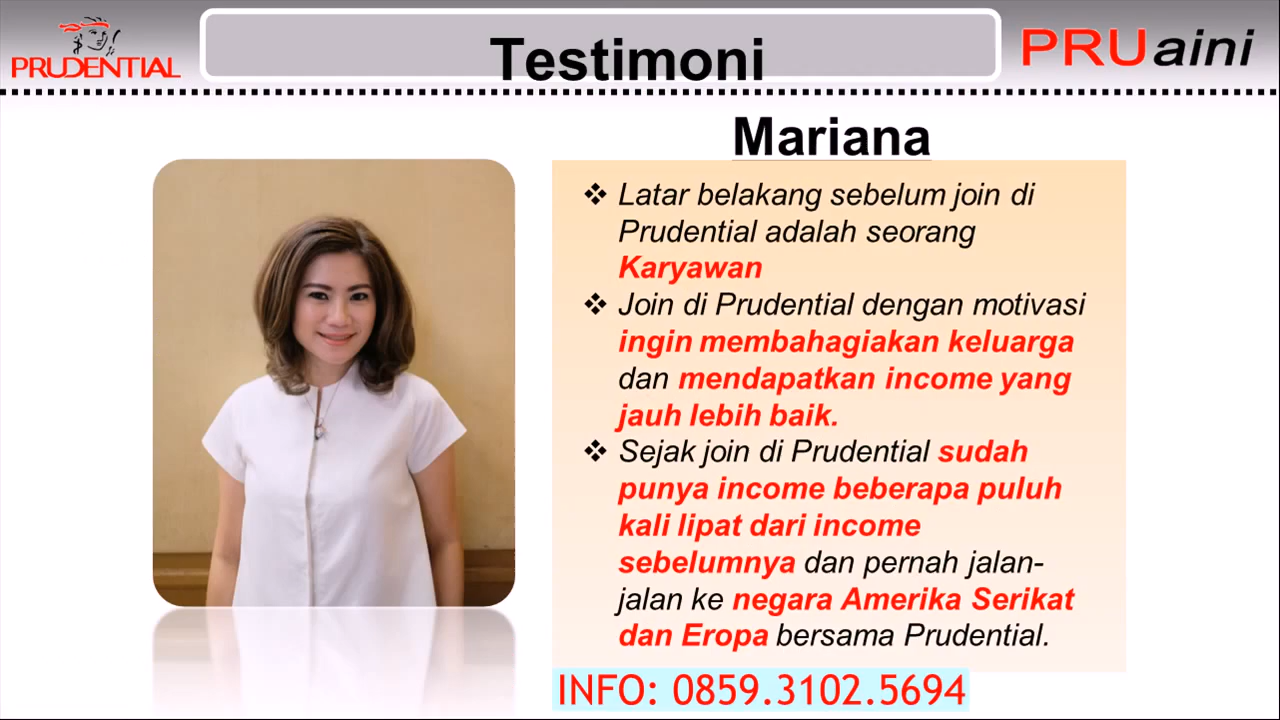 PRUDENTIAL
Testimoni
PRUaini
Mariana
❖ Latar belakang sebelum join di
Prudential adalah seorang
Karyawan
❖ Join di Prudential dengan motivasi
ingin membahagiakan keluarga
dan mendapatkan income yang
jauh lebih baik.
❖ Sejak join di Prudential sudah
punya income beberapa puluh
kali lipat dari income
sebelumnya dan pernah jalan-
jalan ke negara Amerika Serikat
dan Eropa bersama Prudential.
INFO: 0859.3102.5694